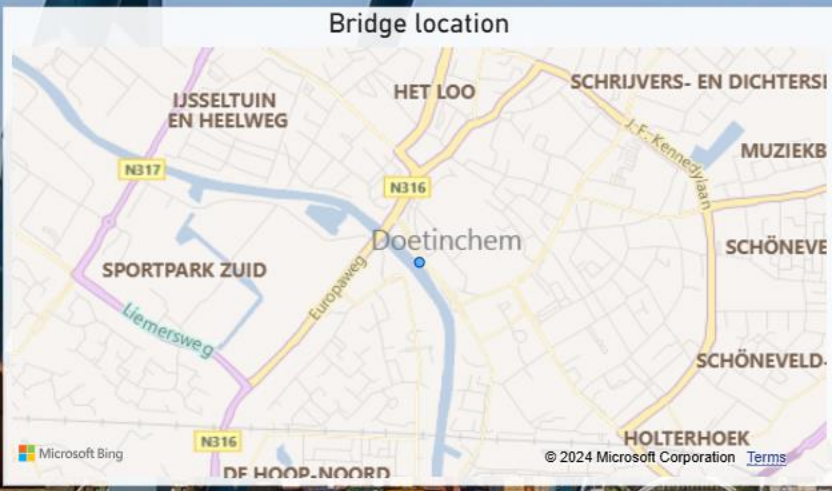 Bridge location
IJSSELTUIN
EN HEELWEG
HET LOO
SCHRIJVERS- EN DICHTERSI
J. F. Kennedylaan
MUZIEKB
N317
N316
Doetinchem
SCHÖNEVE
SPORTPARK ZUID
Europaweg
Liemersweg
SCHÖNEVELD-
N316
HOLTERHOEK
Microsoft Bing
© 2024 Microsoft Corporation Terms
DE HOOP-NOORD